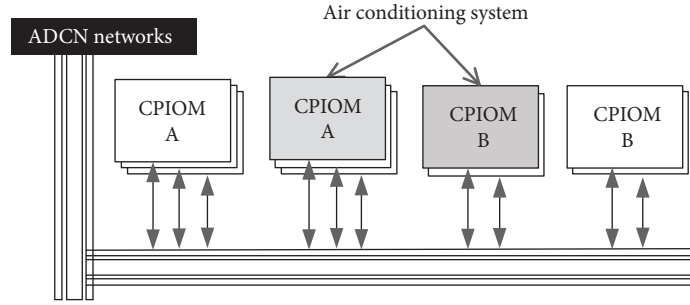 Air conditioning system
ADCN networks
CPIOM
A
CPIOM
A
CPIOM
B
CPIOM
B